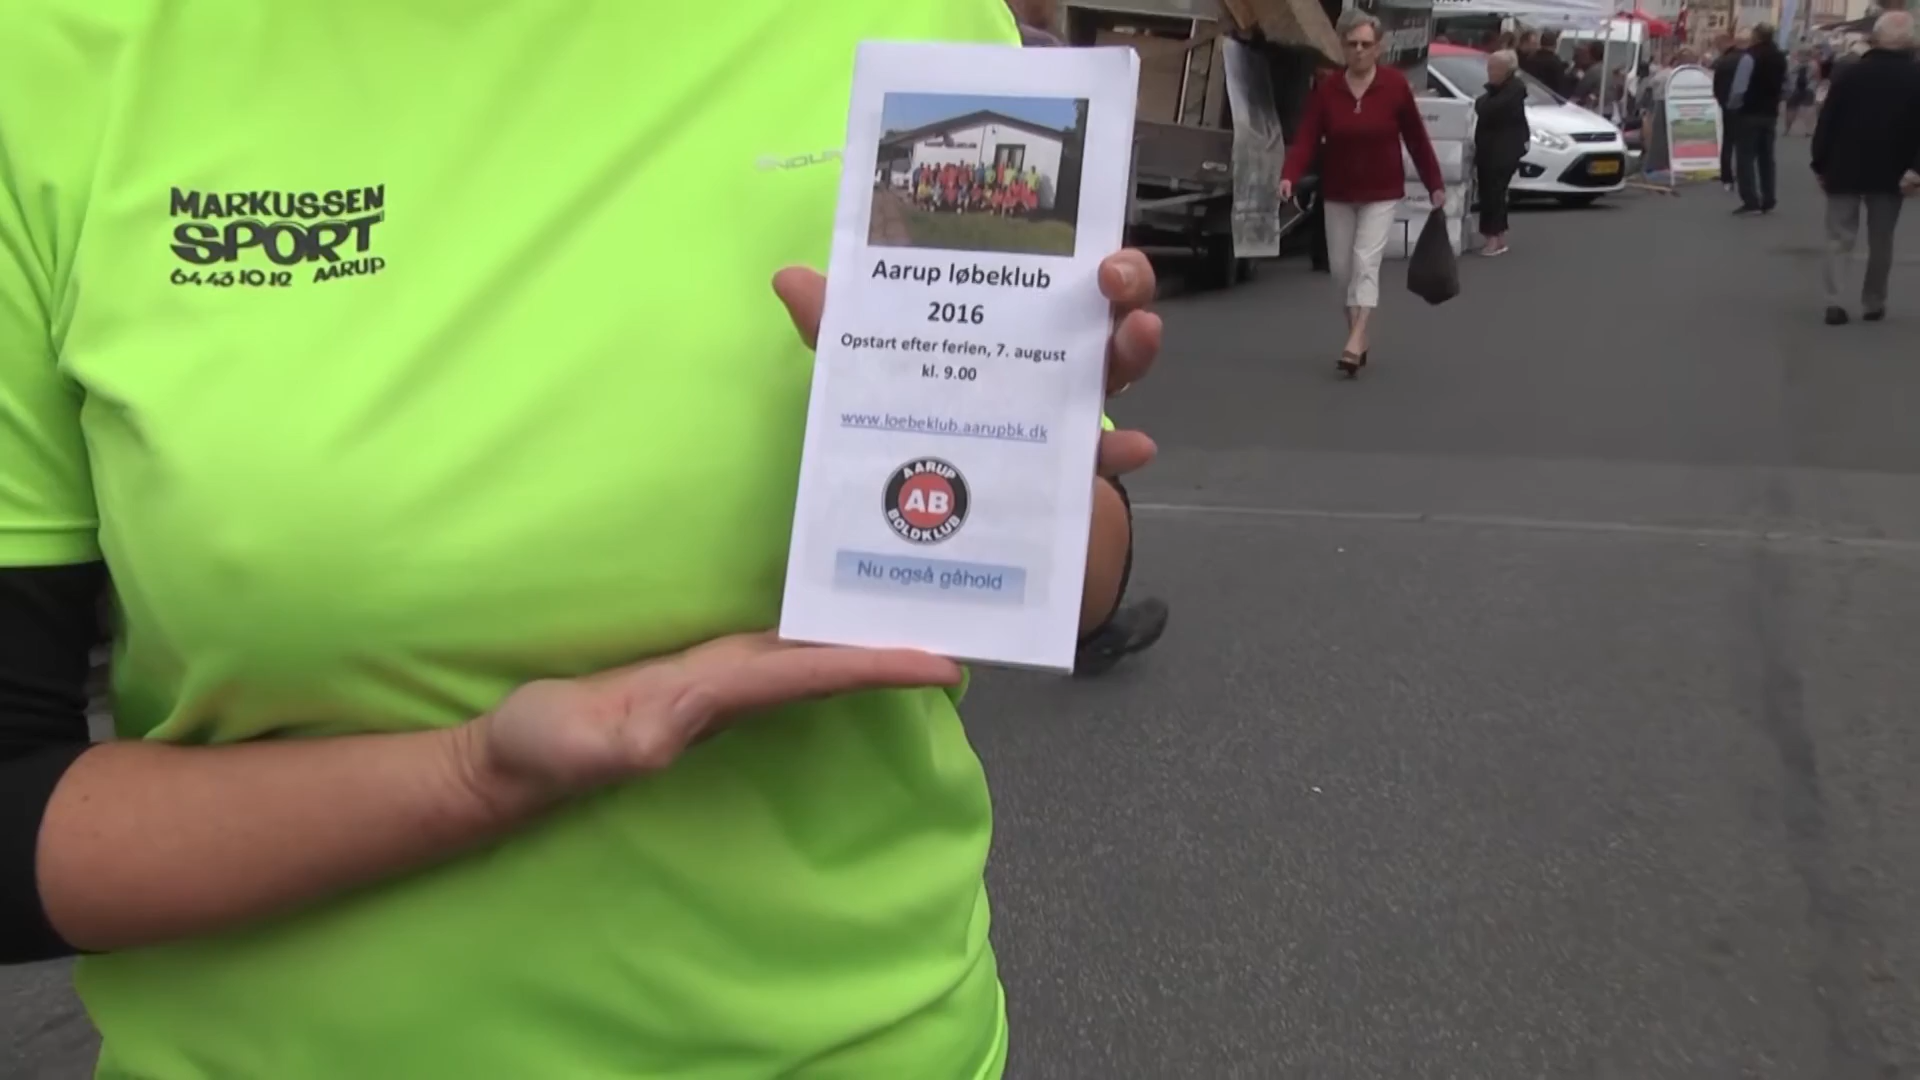 MARKUSSEN
SPORT
64 43 10 12 AARUP
Aarup løbeklub
2016
Opstart efter ferien, 7. august
kl. 9.00
www.loebeklub.aarupbk.dk
AARUP
AB
BOLDKLUB
Nu også gåhold